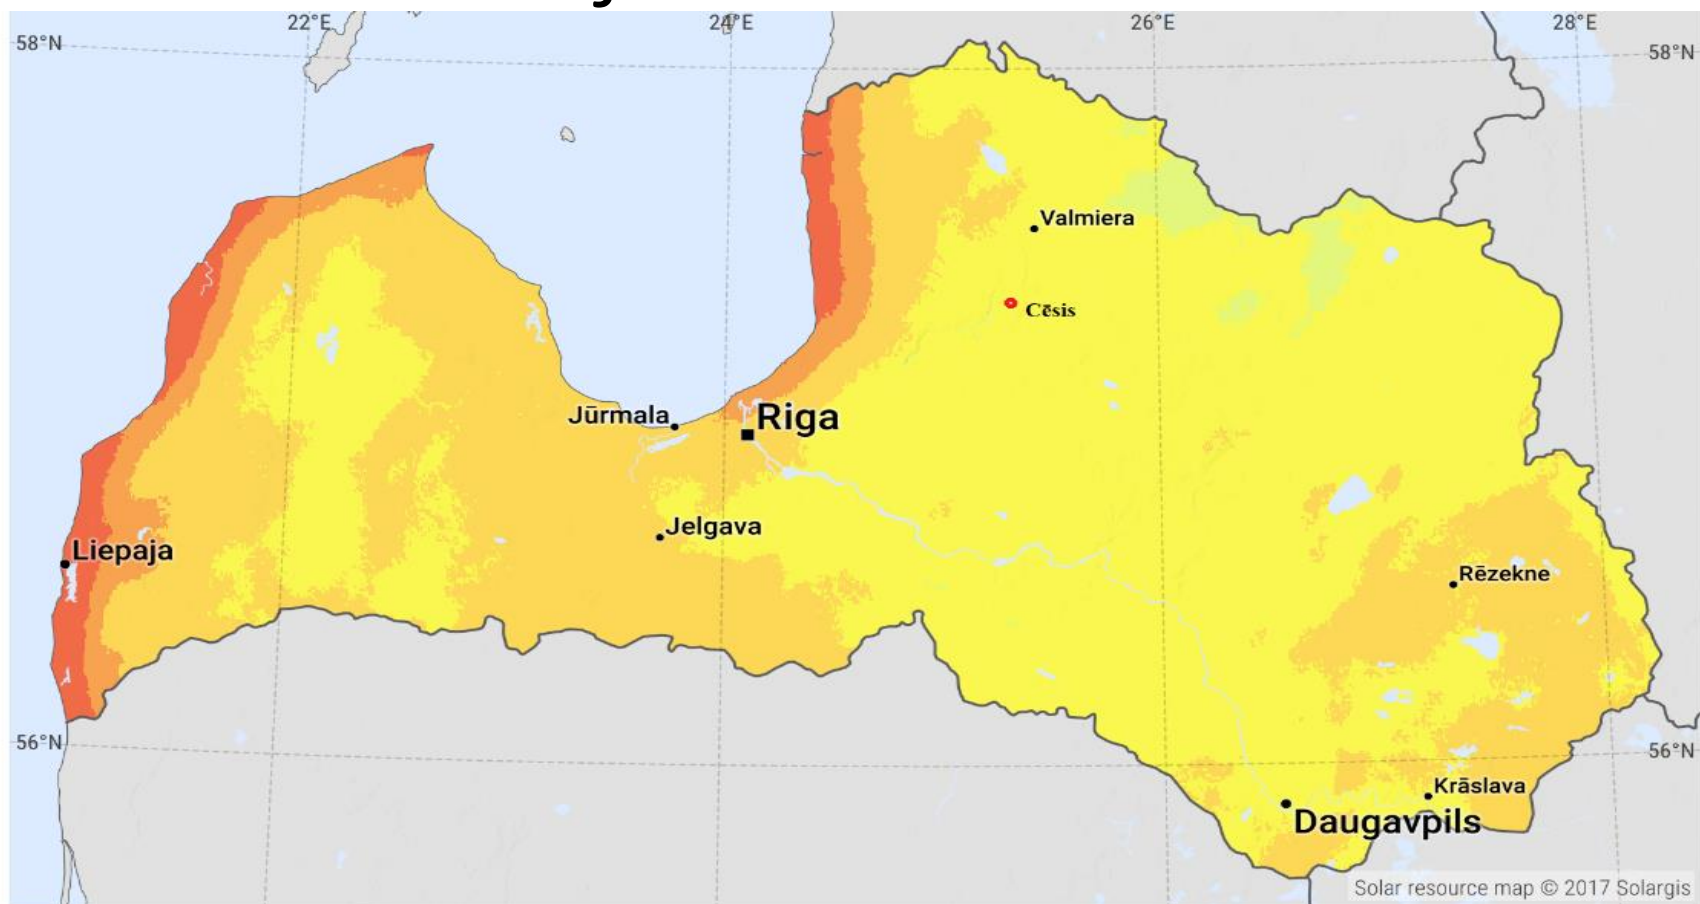 22°E 24°E 26°E 28°E
58°N 58°N
Valmiera
Cēsis
Jūrmala Riga
Jelgava
Liepaja
Rēzekne
56°N 56°N
Krāslava
Daugavpils
Solar resource map © 2017 Solargis